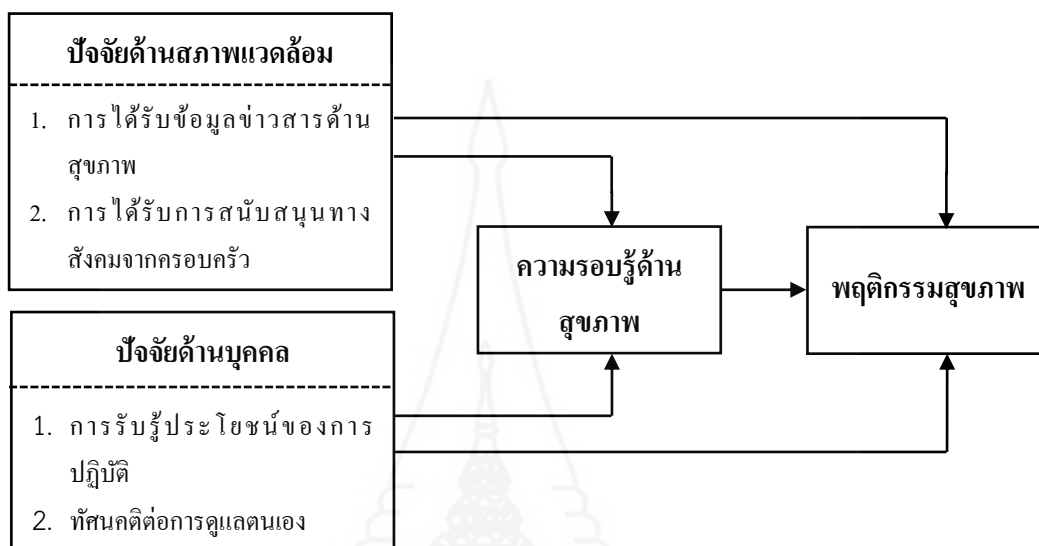 ปัจจัยด้านสภาพแวดล้อม
1. การได้รับข้อมูลข่าวสารด้าน
สุขภาพ
2. การได้รับการสนับสนุนทาง
สังคมจากครอบครัว
ปัจจัยด้านบุคคล
1. การรับรู้ประโยชน์ของการ
ปฏิบัติ
2. ทัศนคติต่อการดูแลตนเอง
ความรอบรู้ด้าน
สุขภาพ
พฤติกรรมสุขภาพ